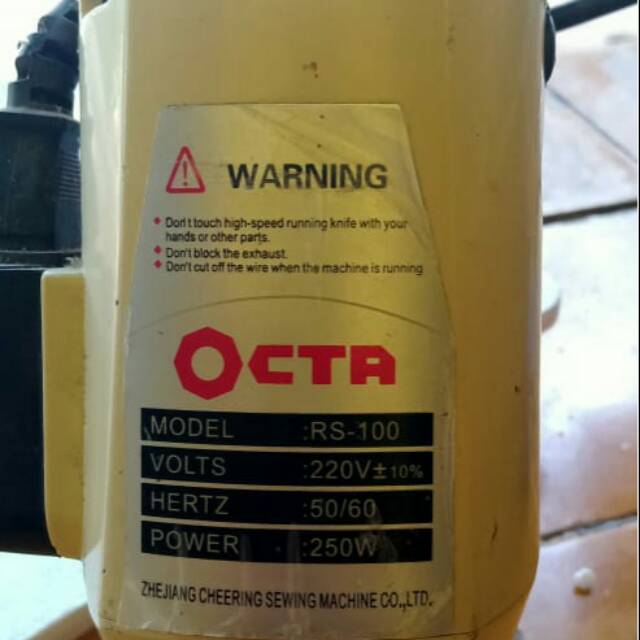 WARNING
Don't touch high-speed running knife with your
hands or other parts.
Don't block the exhaust.
Don't cut off the wire when the machine is running
OCTA
MODEL :RS-100
VOLTS :220V±10%
HERTZ :50/60
POWER :250W
ZHEJIANG CHEERING SEWING MACHINE CO.,LTD.